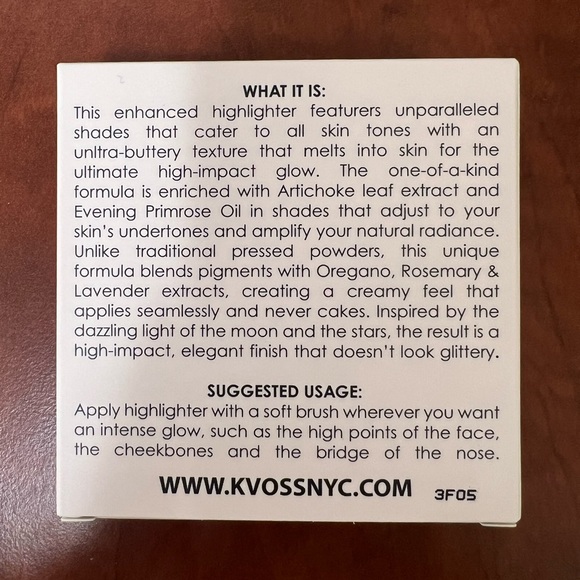 WHAT IT IS:
This enhanced highlighter featurers unparalleled
shades that cater to all skin tones with an
unltra-buttery texture that melts into skin for the
ultimate high-impact glow. The one-of-a-kind
formula is enriched with Artichoke leaf extract and
Evening Primrose Oil in shades that adjust to your
skin's undertones and amplify your natural radiance.
Unlike traditional pressed powders, this unique
formula blends pigments with Oregano, Rosemary &
Lavender extracts, creating a creamy feel that
applies seamlessly and never cakes. Inspired by the
dazzling light of the moon and the stars, the result is a
high-impact, elegant finish that doesn't look glittery.
SUGGESTED USAGE:
Apply highlighter with a soft brush wherever you want
an intense glow, such as the high points of the face,
the cheekbones and the bridge of the nose.
WWW.KVOSSNYC.COM
3F05